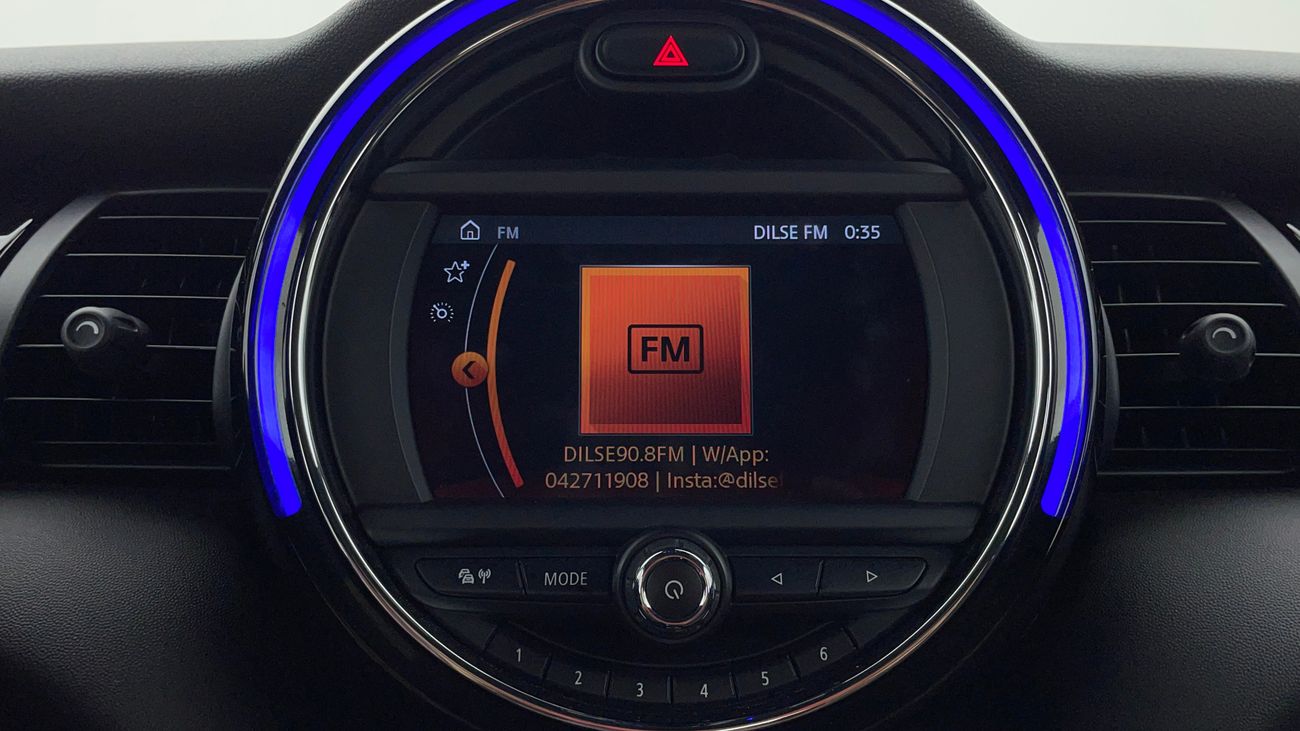 FM DILSE FM 0:35
FM
DILSE90.8FM | W/App:
042711908 | Insta:@dilse
MODE
1 2 3 4 5 6